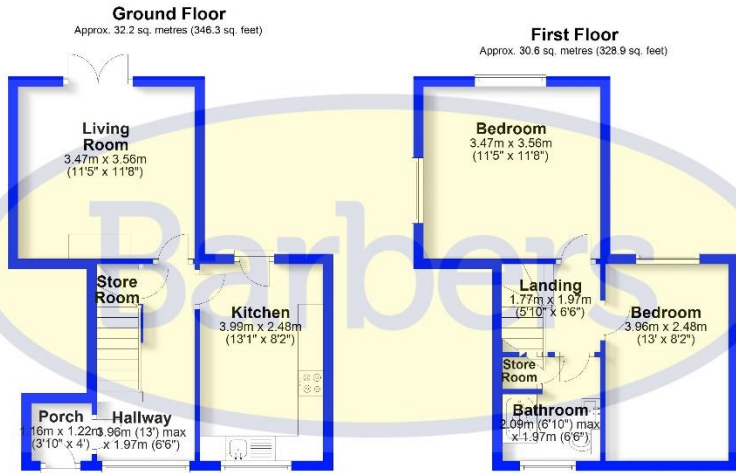 Ground Floor
Approx. 32.2 sq. metres (346.3 sq. feet)
Living
Room
3.47m x 3.56m
(11'5" x 11'8")
Store
Room
Kitchen
3.99m x 2.48m
(13'1" x 8'2")
Porch
1.16m x 1.22m
(3'10" x 4')
Hallway
3.96m (13') max
x 1.97m (6'6")
First Floor
Approx. 30.6 sq. metres (328.9 sq. feet)
Bedroom
3.47m x 3.56m
(11'5" x 11'8")
Landing
1.77m x 1.97m
(5'10" x 6'6")
Bedroom
3.96m x 2.48m
(13' x 8'2")
Store
Room
Bathroom
2.09m (6'10") max
x 1.97m (6'6")
Barbers